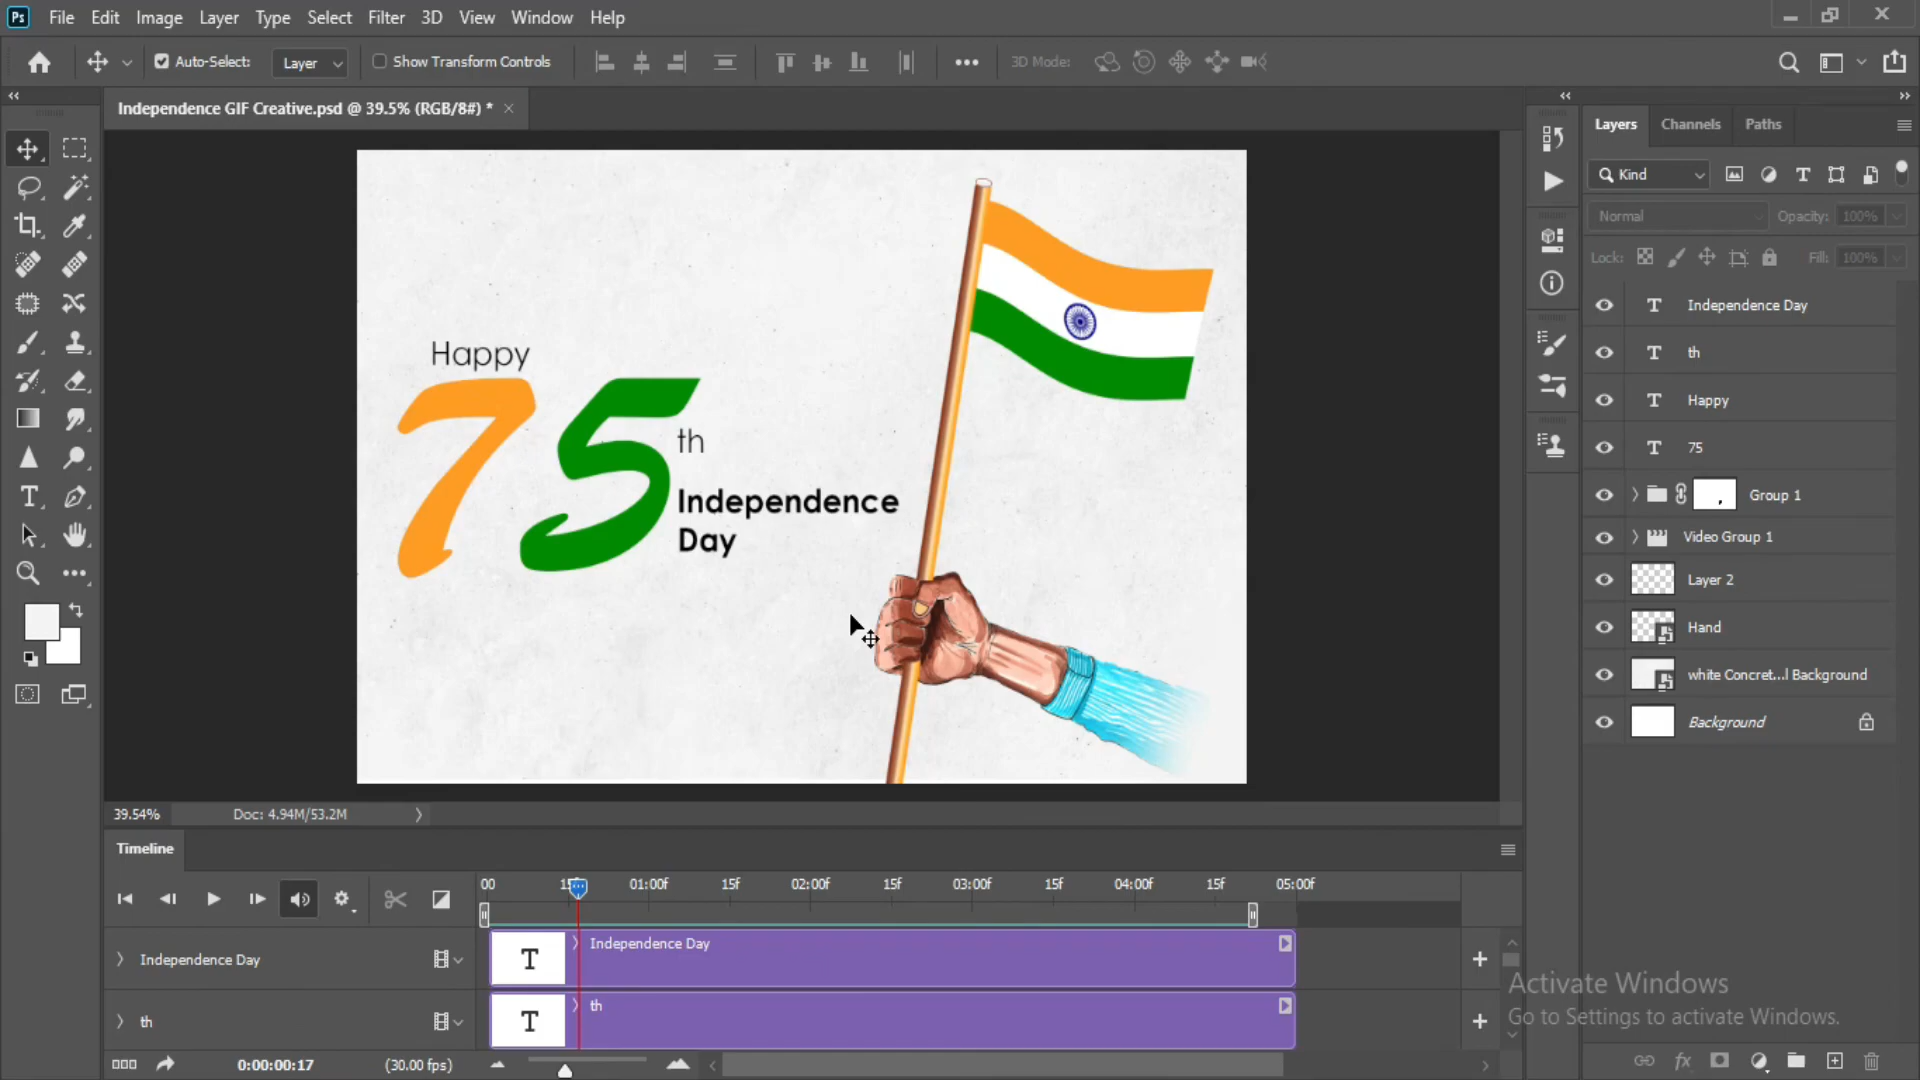 Ps File Edit Image Layer Type Select Filter 3D View Window Help
Auto-Select: Layer Show Transform Controls 3D Mode:
Independence GIF Creative.psd @ 39.5% (RGB/8#) *
Layers Channels Paths
Kind
Normal Opacity: 100%
Lock: Fill: 100%
Independence Day
th
Happy
75
Group 1
Video Group 1
Layer 2
Hand
white Concret...l Background
Background
Happy
75
th
Independence
Day
39.54% Doc: 4.94M/53.2M
Timeline
00 15f 01:00f 15f 02:00f 15f 03:00f 15f 04:00f 15f 05:00f
Independence Day T Independence Day
th T th
0:00:00:17 (30.00 fps)
Activate Windows
Go to Settings to activate Windows.
fx